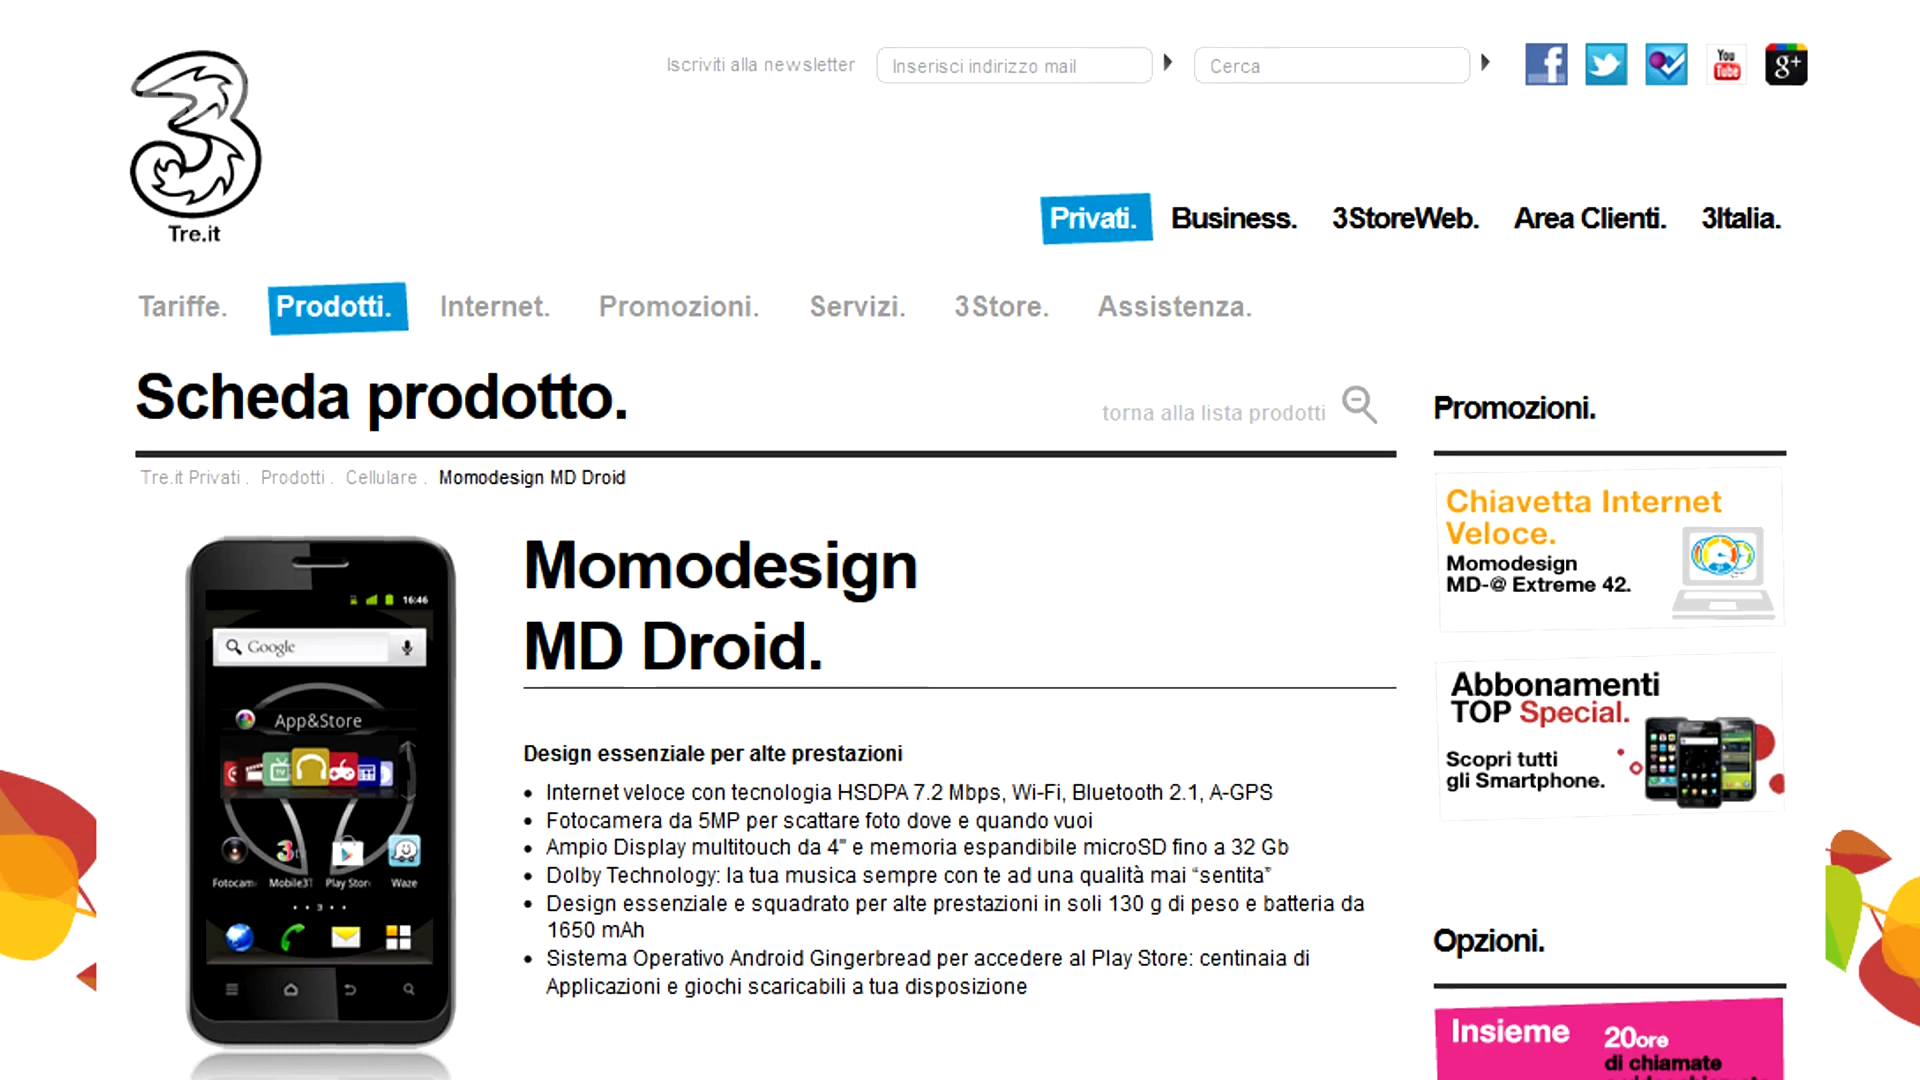 Iscriviti alla newsletter
Inserisci indirizzo mail
Cerca
You
Tube
g+
Tre.it
Privati.
Business.
3StoreWeb.
Area Clienti.
3Italia.
Tariffe.
Prodotti.
Internet.
Promozioni.
Servizi.
3Store.
Assistenza.
Scheda prodotto.
torna alla lista prodotti
Tre.it Privati . Prodotti . Cellulare . Momodesign MD Droid
16:46
Google
App&Store
Fotocam
Mobile3T
Play Stor
Waze
3
Momodesign
MD Droid.
Design essenziale per alte prestazioni
Internet veloce con tecnologia HSDPA 7.2 Mbps, Wi-Fi, Bluetooth 2.1, A-GPS
Fotocamera da 5MP per scattare foto dove e quando vuoi
Ampio Display multitouch da 4" e memoria espandibile microSD fino a 32 Gb
Dolby Technology: la tua musica sempre con te ad una qualità mai “sentita”
Design essenziale e squadrato per alte prestazioni in soli 130 g di peso e batteria da
1650 mAh
Sistema Operativo Android Gingerbread per accedere al Play Store: centinaia di
Applicazioni e giochi scaricabili a tua disposizione
Promozioni.
Chiavetta Internet
Veloce.
Momodesign
MD-@ Extreme 42.
Abbonamenti
TOP Special.
Scopri tutti
gli Smartphone.
Opzioni.
Insieme
20ore
di chiamate